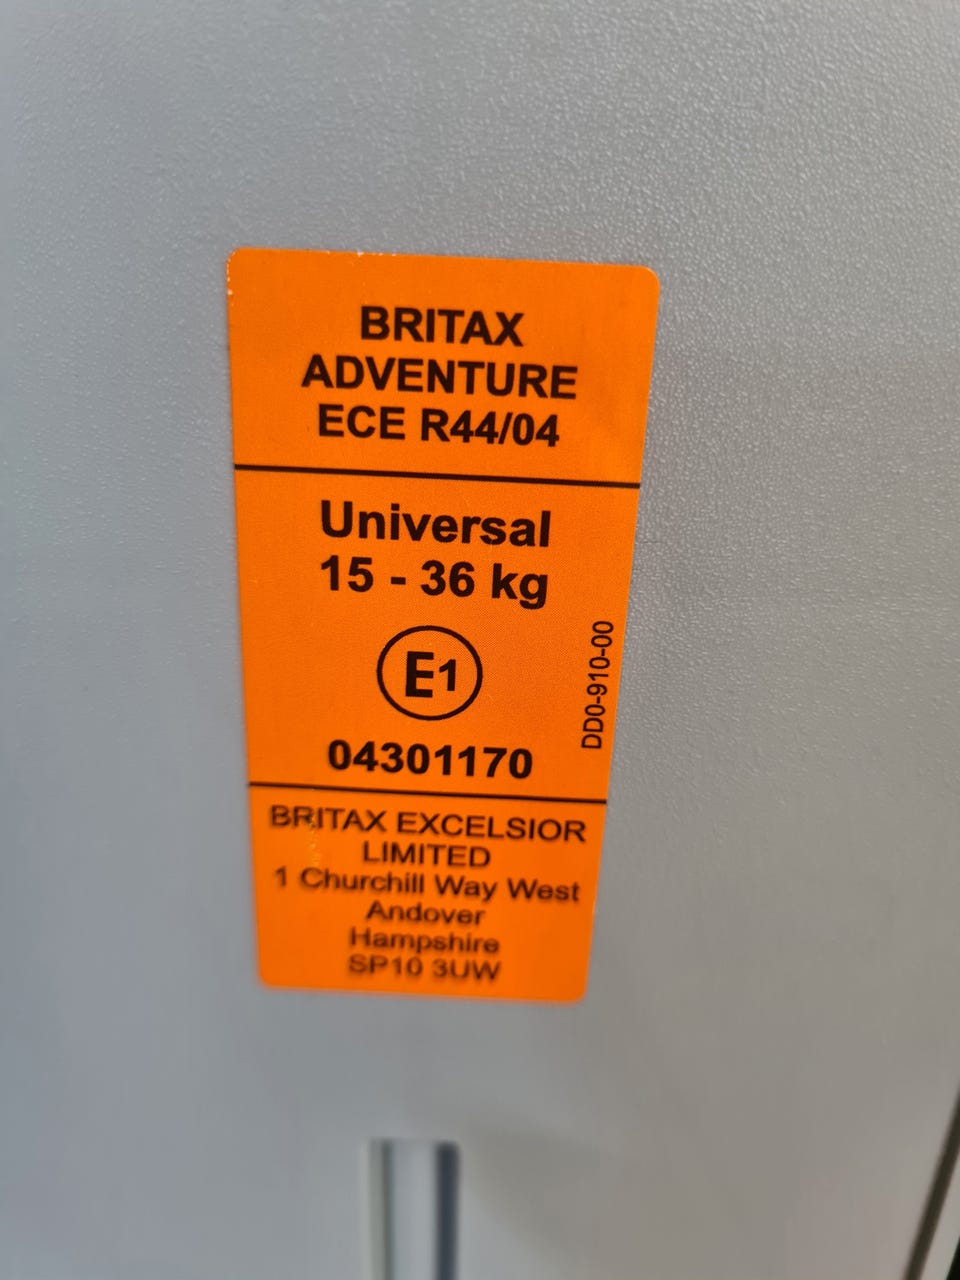 BRITAX
ADVENTURE
ECE R44/04
Universal
15 - 36 kg
E1
04301170
DD0-910-00
BRITAX EXCELSIOR
LIMITED
1 Churchill Way West
Andover
Hampshire
SP10 3UW